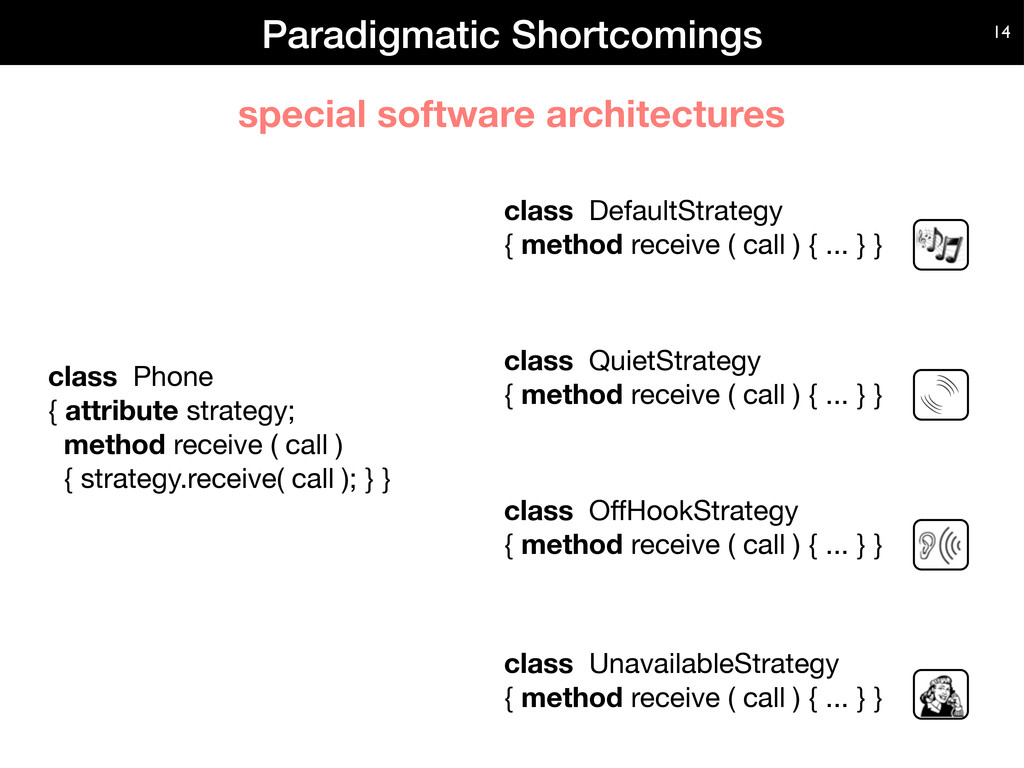 Paradigmatic Shortcomings
14
special software architectures
class Phone
{ attribute strategy;
method receive ( call )
{ strategy.receive( call ); } }
class DefaultStrategy
{ method receive ( call ) { ... } }
class QuietStrategy
{ method receive ( call ) { ... } }
class OffHookStrategy
{ method receive ( call ) { ... } }
class UnavailableStrategy
{ method receive ( call ) { ... } }